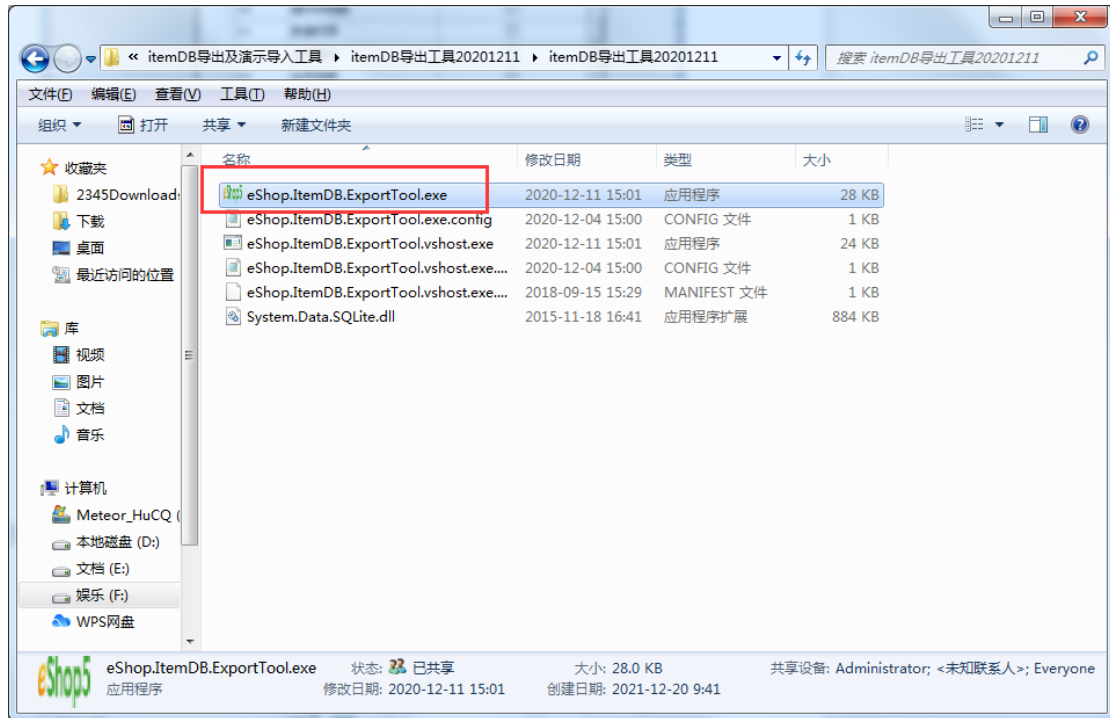 « itemDB导出及演示导入工具 ▸ itemDB导出工具20201211 ▸ itemDB导出工具20201211
搜索 itemDB导出工具20201211
文件(F) 编辑(E) 查看(V) 工具(T) 帮助(H)
组织 打开 共享 新建文件夹
名称 修改日期 类型 大小
eShop.ItemDB.ExportTool.exe 2020-12-11 15:01 应用程序 28 KB
eShop.ItemDB.ExportTool.exe.config 2020-12-04 15:00 CONFIG 文件 1 KB
eShop.ItemDB.ExportTool.vshost.exe 2020-12-11 15:01 应用程序 24 KB
eShop.ItemDB.ExportTool.vshost.exe.... 2020-12-04 15:00 CONFIG 文件 1 KB
eShop.ItemDB.ExportTool.vshost.exe.... 2018-09-15 15:29 MANIFEST 文件 1 KB
System.Data.SQLite.dll 2015-11-18 16:41 应用程序扩展 884 KB
收藏夹
2345Download
下载
桌面
最近访问的位置
库
视频
图片
文档
音乐
计算机
Meteor_HuCQ (
本地磁盘 (D:)
文档 (E:)
娱乐 (F:)
WPS网盘
eShop5
eShop.ItemDB.ExportTool.exe 状态: 已共享 大小: 28.0 KB 共享设备: Administrator; <未知联系人>; Everyone
应用程序 修改日期: 2020-12-11 15:01 创建日期: 2021-12-20 9:41